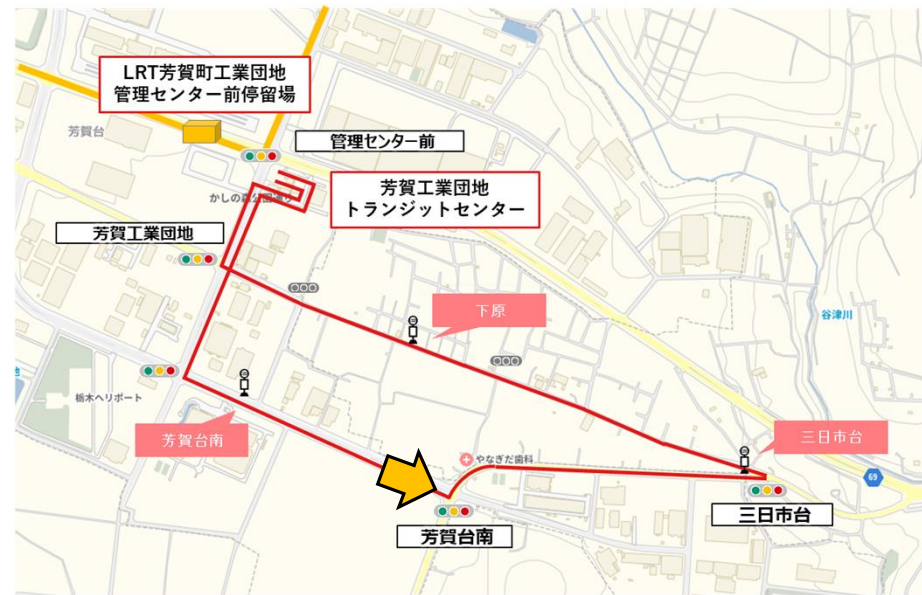 LRT芳賀町工業団地
管理センター前停留場
芳賀台
管理センター前
芳賀工業団地
トランジットセンター
かしの森公園通り
芳賀工業団地
下原
谷津川
栃木ヘリポート
芳賀台南
やなぎだ歯科
三日市台
69
三日市台
芳賀台南